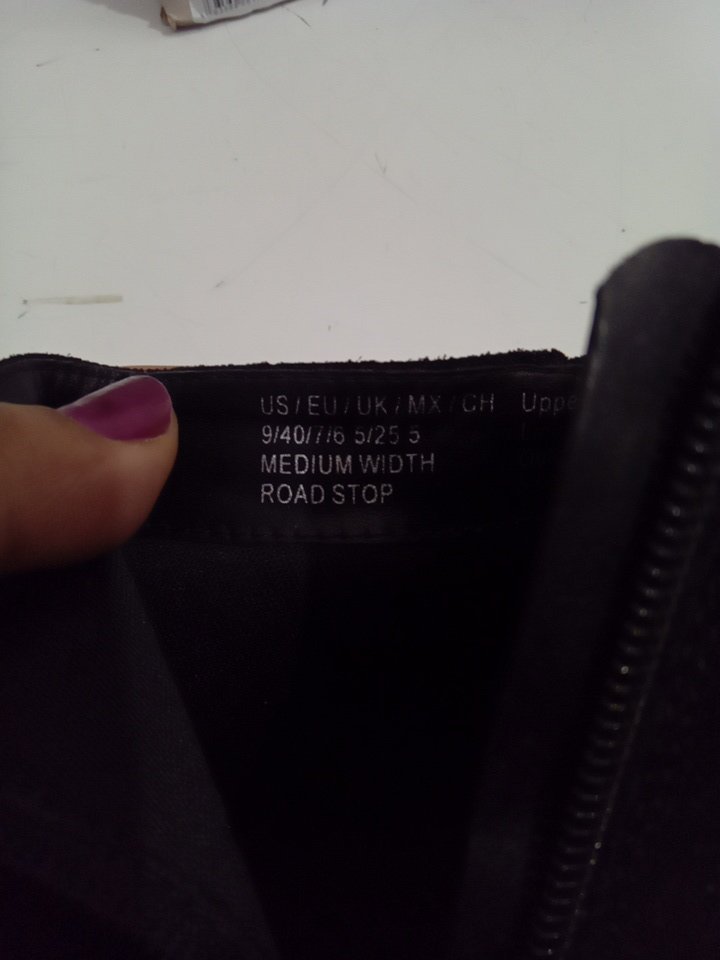 US / EU / UK / MX / CH
9/40/7/6 5/25 5
MEDIUM WIDTH
ROAD STOP